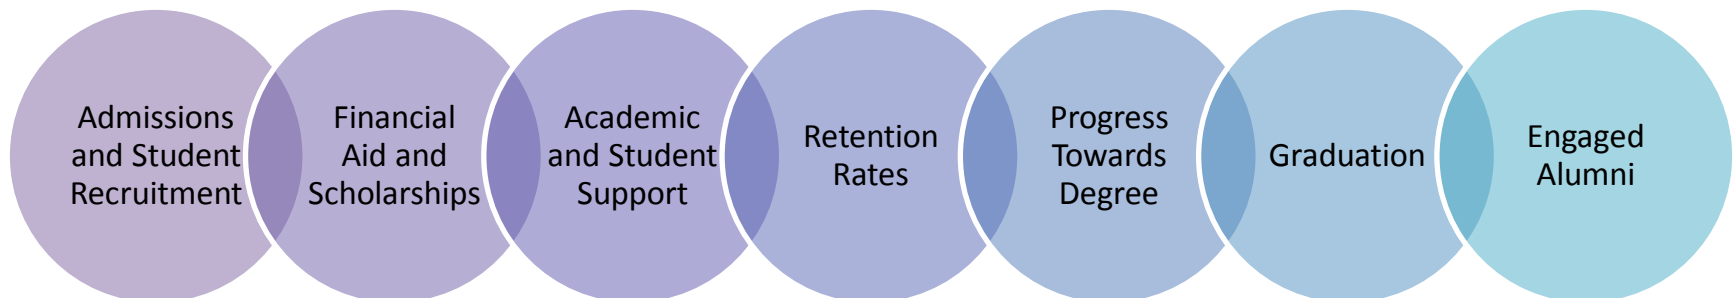 Admissions
and Student
Recruitment
Financial
Aid and
Scholarships
Academic
and Student
Support
Retention
Rates
Progress
Towards
Degree
Graduation
Engaged
Alumni